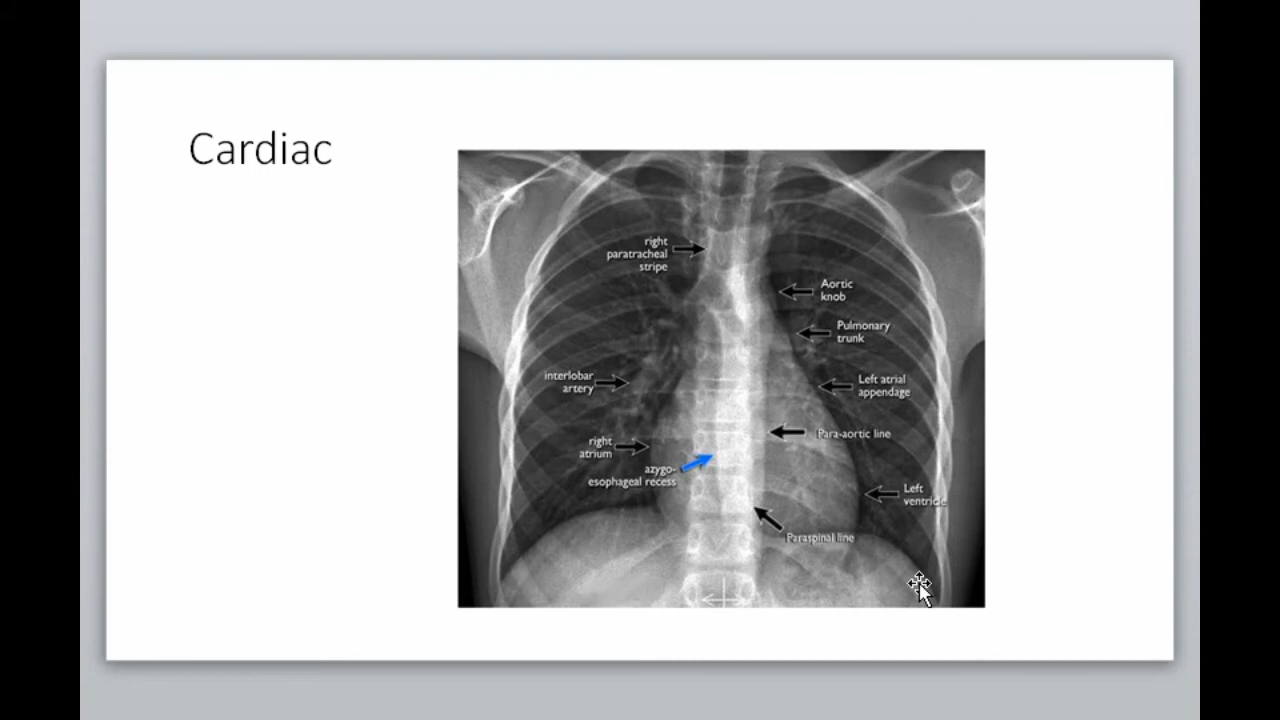 Cardiac
right
paratracheal
stripe
Aortic
knob
Pulmonary
trunk
interlobar
artery
Left atrial
appendage
Para-aortic line
right
atrium
azygo-
esophageal recess
Left
ventricle
Paraspinal line